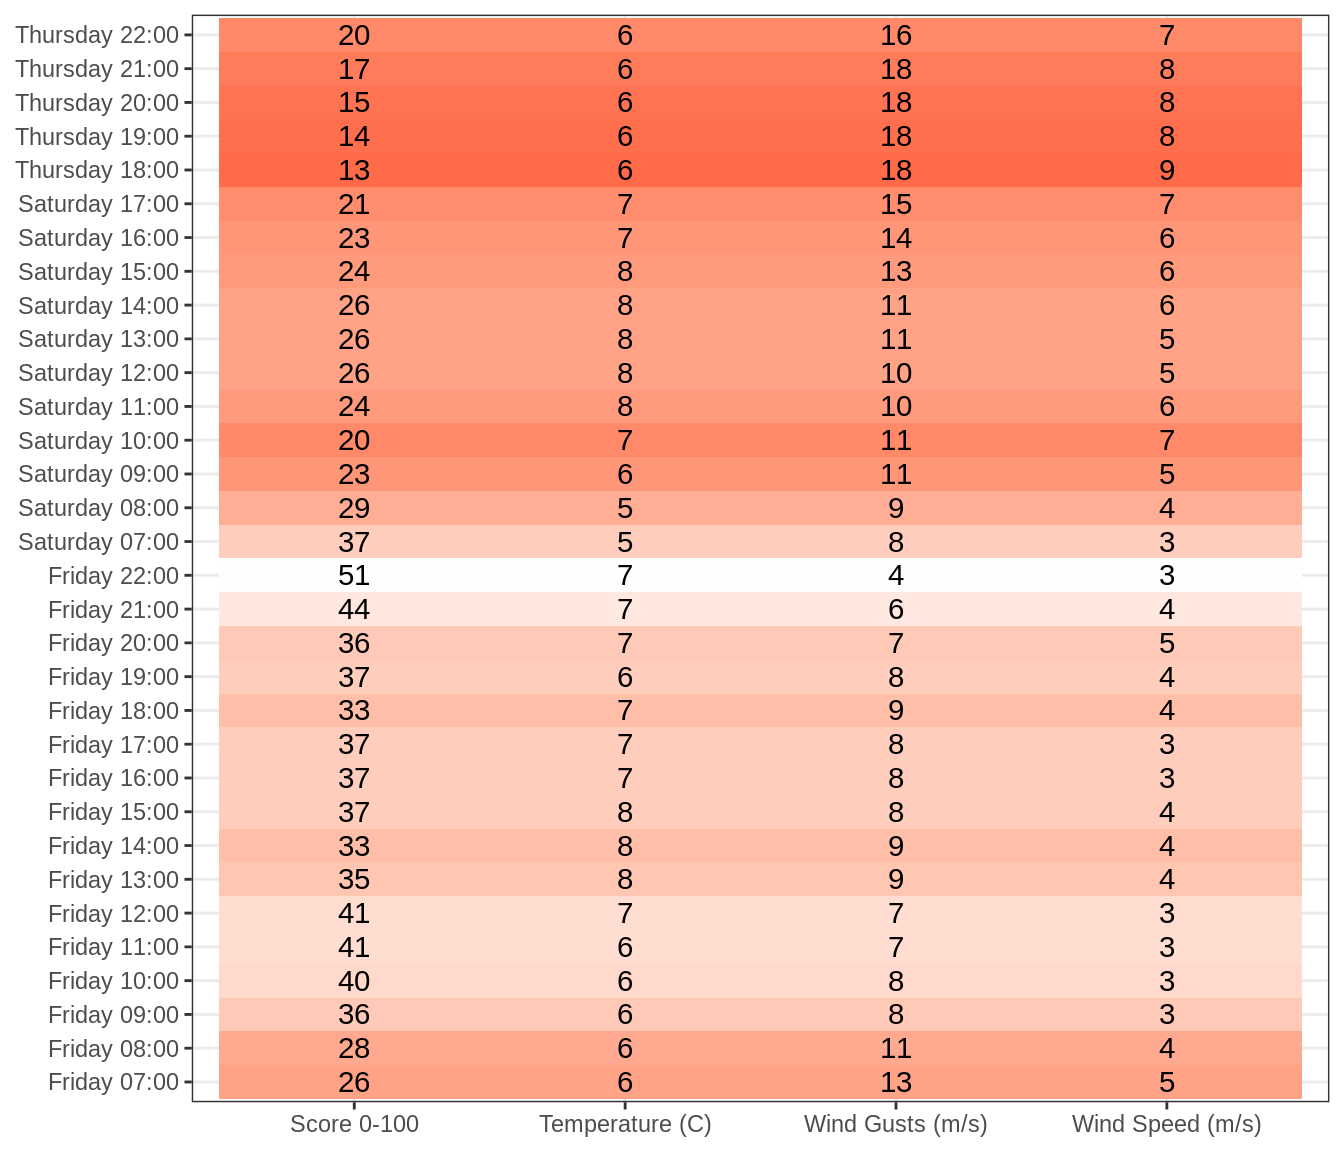 Thursday 22:00 20 6 16 7
Thursday 21:00 17 6 18 8
Thursday 20:00 15 6 18 8
Thursday 19:00 14 6 18 8
Thursday 18:00 13 6 18 9
Saturday 17:00 21 7 15 7
Saturday 16:00 23 7 14 6
Saturday 15:00 24 8 13 6
Saturday 14:00 26 8 11 6
Saturday 13:00 26 8 11 5
Saturday 12:00 26 8 10 5
Saturday 11:00 24 8 10 6
Saturday 10:00 20 7 11 7
Saturday 09:00 23 6 11 5
Saturday 08:00 29 5 9 4
Saturday 07:00 37 5 8 3
Friday 22:00 51 7 4 3
Friday 21:00 44 7 6 4
Friday 20:00 36 7 7 5
Friday 19:00 37 6 8 4
Friday 18:00 33 7 9 4
Friday 17:00 37 7 8 3
Friday 16:00 37 7 8 3
Friday 15:00 37 8 8 4
Friday 14:00 33 8 9 4
Friday 13:00 35 8 9 4
Friday 12:00 41 7 7 3
Friday 11:00 41 6 7 3
Friday 10:00 40 6 8 3
Friday 09:00 36 6 8 3
Friday 08:00 28 6 11 4
Friday 07:00 26 6 13 5
Score 0-100 Temperature (C) Wind Gusts (m/s) Wind Speed (m/s)